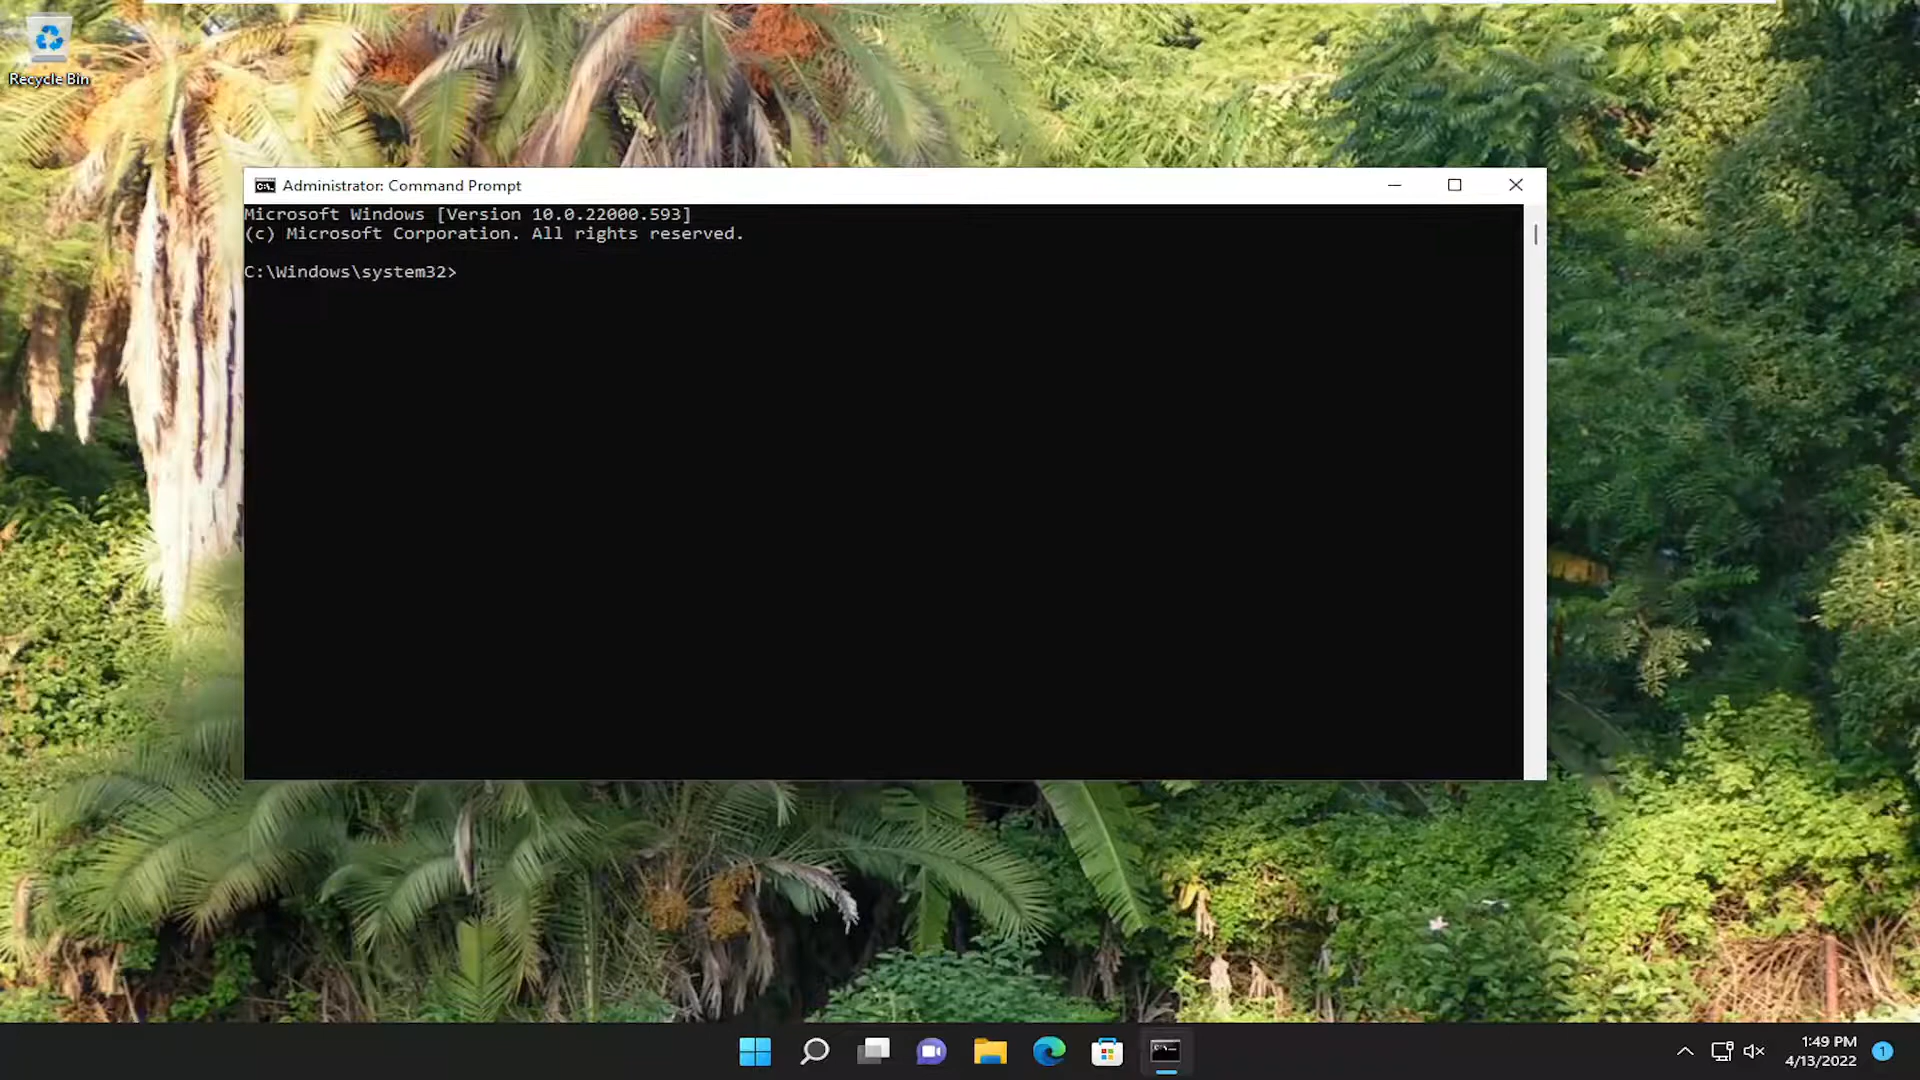 Recycle Bin
Administrator: Command Prompt
Microsoft Windows [Version 10.0.22000.593]
(c) Microsoft Corporation. All rights reserved.
C:\Windows\system32>
1:49 PM
4/13/2022
1